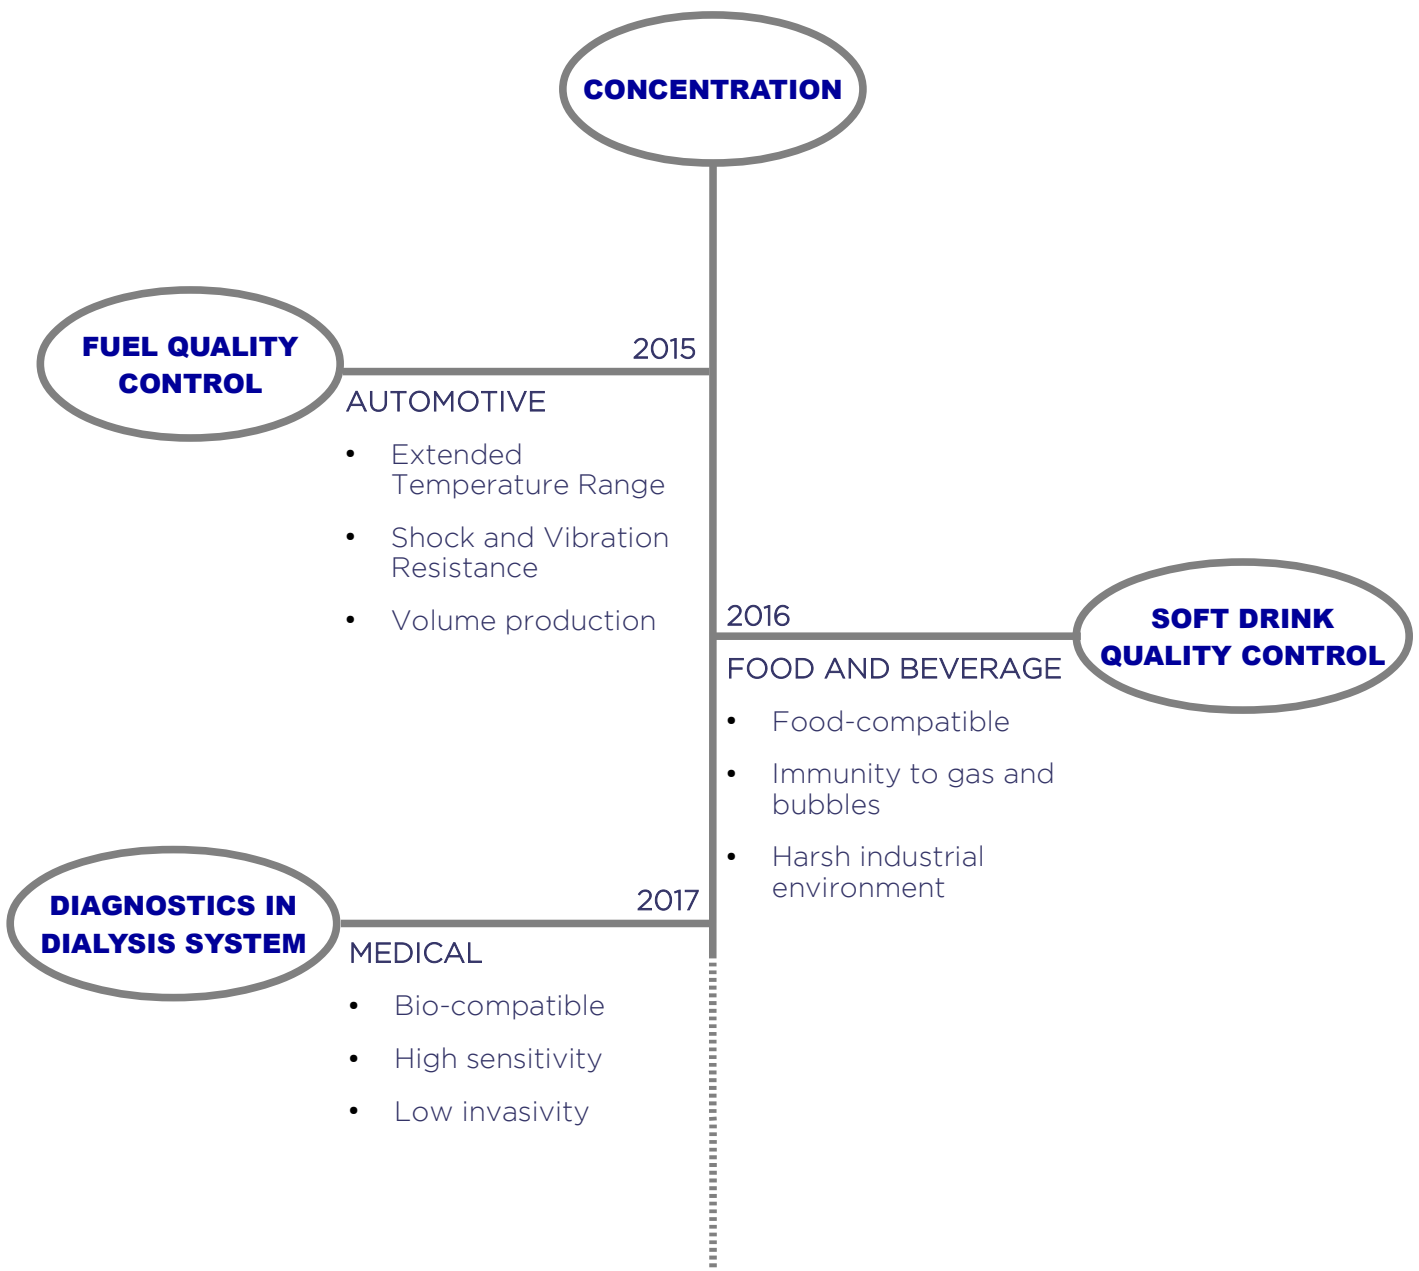 CONCENTRATION
FUEL QUALITY
CONTROL
2015
AUTOMOTIVE
• Extended
Temperature Range
• Shock and Vibration
Resistance
• Volume production
2016
SOFT DRINK
QUALITY CONTROL
FOOD AND BEVERAGE
• Food-compatible
• Immunity to gas and
bubbles
• Harsh industrial
environment
2017
DIAGNOSTICS IN
DIALYSIS SYSTEM
MEDICAL
• Bio-compatible
• High sensitivity
• Low invasivity